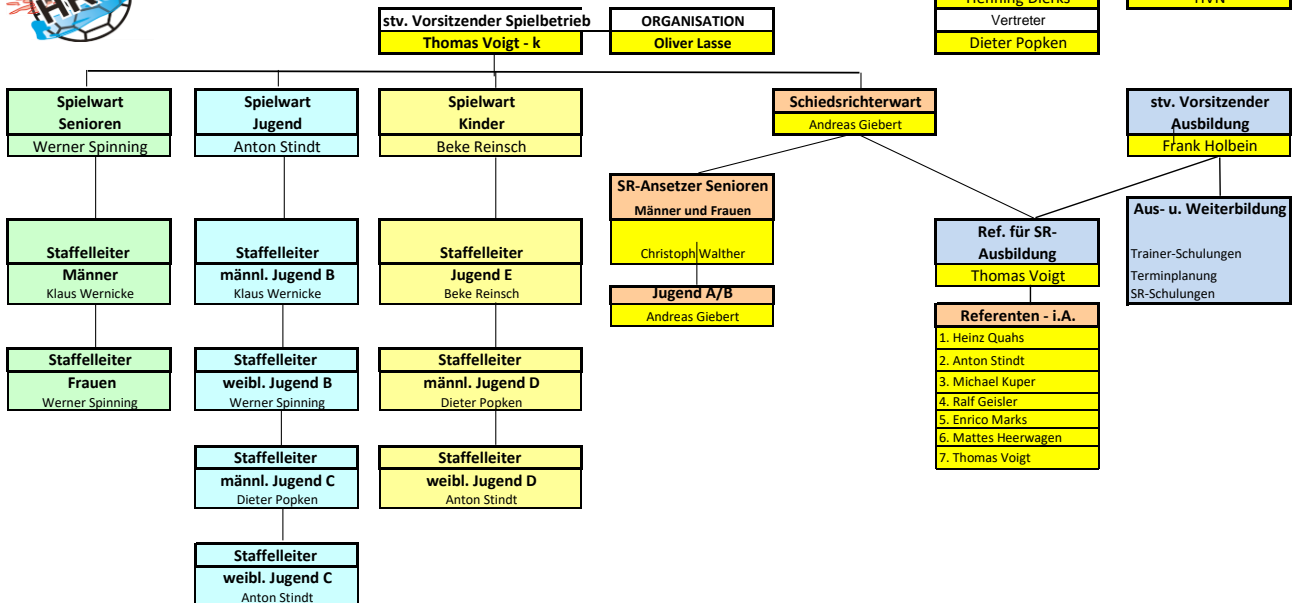 Henning Dierks
HVN
stv. Vorsitzender Spielbetrieb
ORGANISATION
Vertreter
Thomas Voigt - k
Oliver Lasse
Dieter Popken
Spielwart
Senioren
Werner Spinning
Spielwart
Jugend
Anton Stindt
Spielwart
Kinder
Beke Reinsch
Schiedsrichterwart
Andreas Giebert
stv. Vorsitzender
Ausbildung
Frank Holbein
SR-Ansetzer Senioren
Männer und Frauen
Christoph Walther
Jugend A/B
Andreas Giebert
Ref. für SR-
Ausbildung
Thomas Voigt
Aus- u. Weiterbildung
Trainer-Schulungen
Terminplanung
SR-Schulungen
Referenten - i.A.
1. Heinz Quahs
2. Anton Stindt
3. Michael Kuper
4. Ralf Geisler
5. Enrico Marks
6. Mattes Heerwagen
7. Thomas Voigt
Staffelleiter
Männer
Klaus Wernicke
Staffelleiter
männl. Jugend B
Klaus Wernicke
Staffelleiter
Jugend E
Beke Reinsch
Staffelleiter
Frauen
Werner Spinning
Staffelleiter
weibl. Jugend B
Werner Spinning
Staffelleiter
männl. Jugend D
Dieter Popken
Staffelleiter
männl. Jugend C
Dieter Popken
Staffelleiter
weibl. Jugend D
Anton Stindt
Staffelleiter
weibl. Jugend C
Anton Stindt